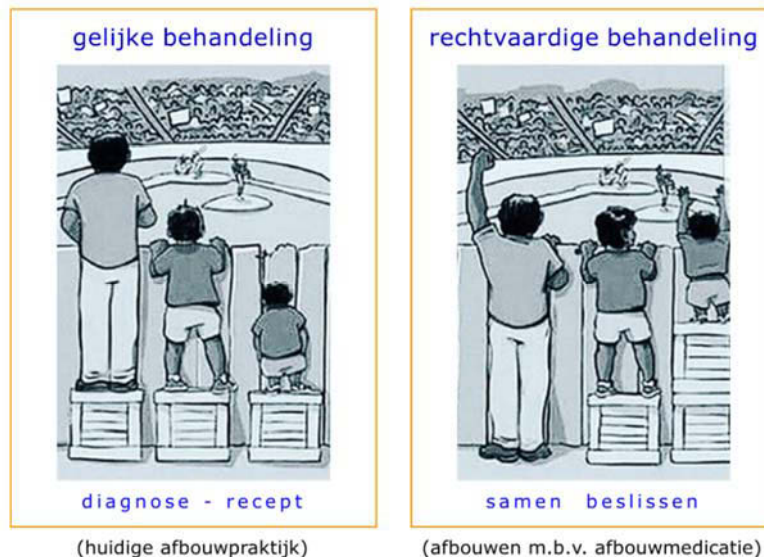 gelijke behandeling
diagnose - recept
(huidige afbouwpraktijk)
rechtvaardige behandeling
samen beslissen
(afbouwen m.b.v. afbouwmedicatie)